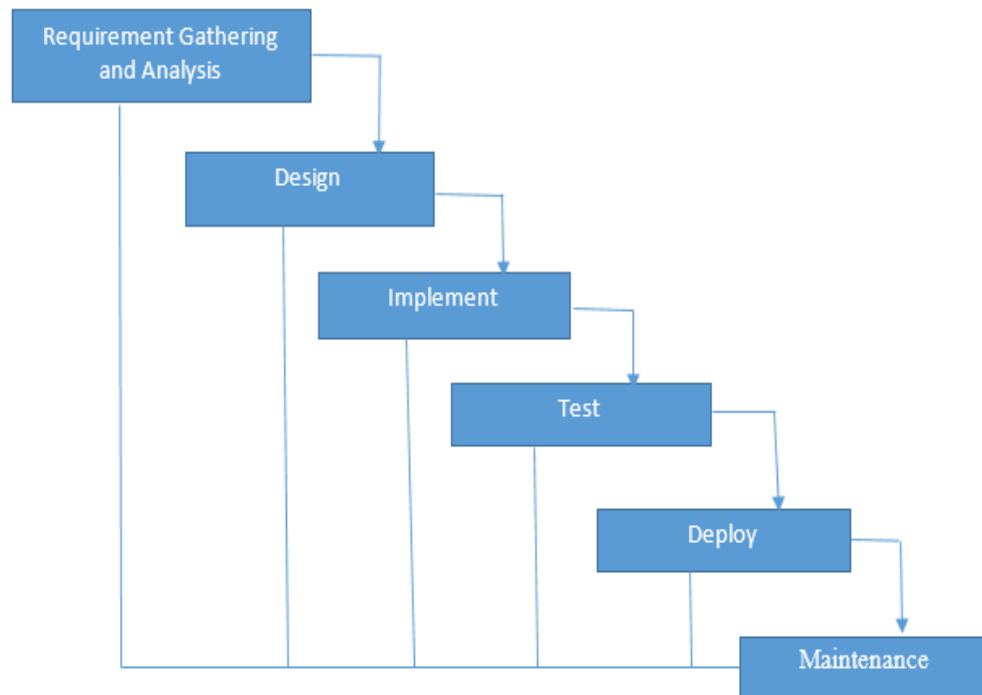 Requirement Gathering
and Analysis
Design
Implement
Test
Deploy
Maintenance